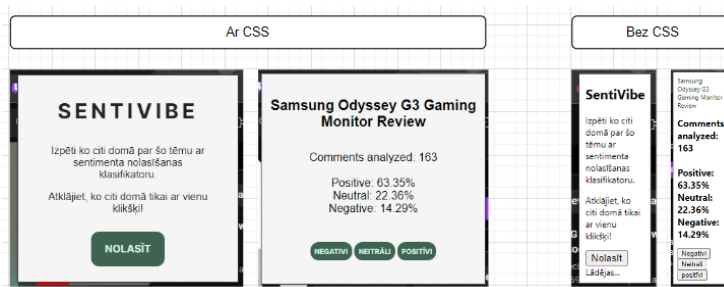 Ar CSS
Bez CSS
SENTIVIBE
Izpēti ko citi domā par šo tēmu ar
sentimenta nolasīšanas
klasifikatoru.
Atklājiet, ko citi domā tikai ar vienu
klikšķi!
NOLASĪT
Samsung Odyssey G3 Gaming
Monitor Review
Comments analyzed: 163
Positive: 63.35%
Neutral: 22.36%
Negative: 14.29%
NEGATIVI
NEITRĀLI
POSITĪVI
SentiVibe
Izpēti ko citi
domā par šo
tēmu ar
sentimenta
nolasīšanas
klasifikatoru.
Atklājiet, ko
citi domā tikai
ar vienu
klikšķi!
Nolasīt
Lādējas...
Samsung
Odyssey G3
Gaming Monitor
Review
Comments
analyzed:
163
Positive:
63.35%
Neutral:
22.36%
Negative:
14.29%
Negatīvi
Neitrali
positīvi